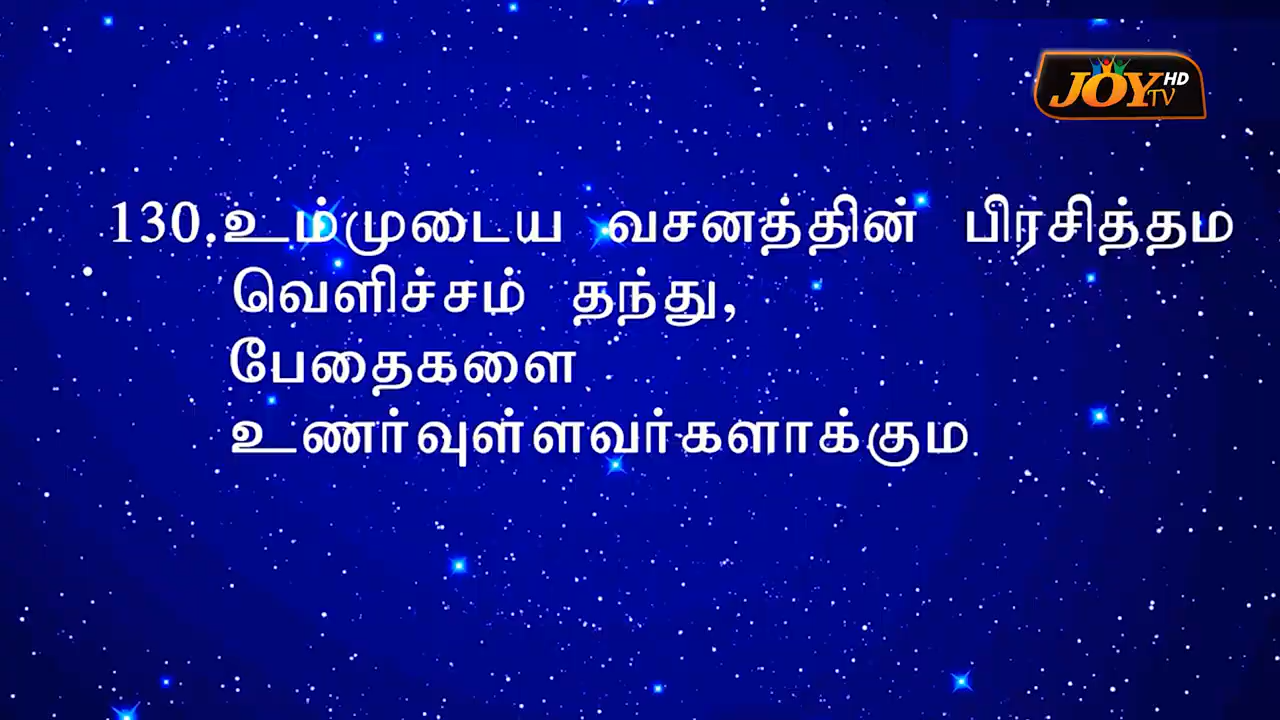 JOY TV HD
130.உம்முடைய வசனத்தின் பிரசித்தம
வெளிச்சம் தந்து,
பேதைகளை
உணர்வுள்ளவர்களாக்கும